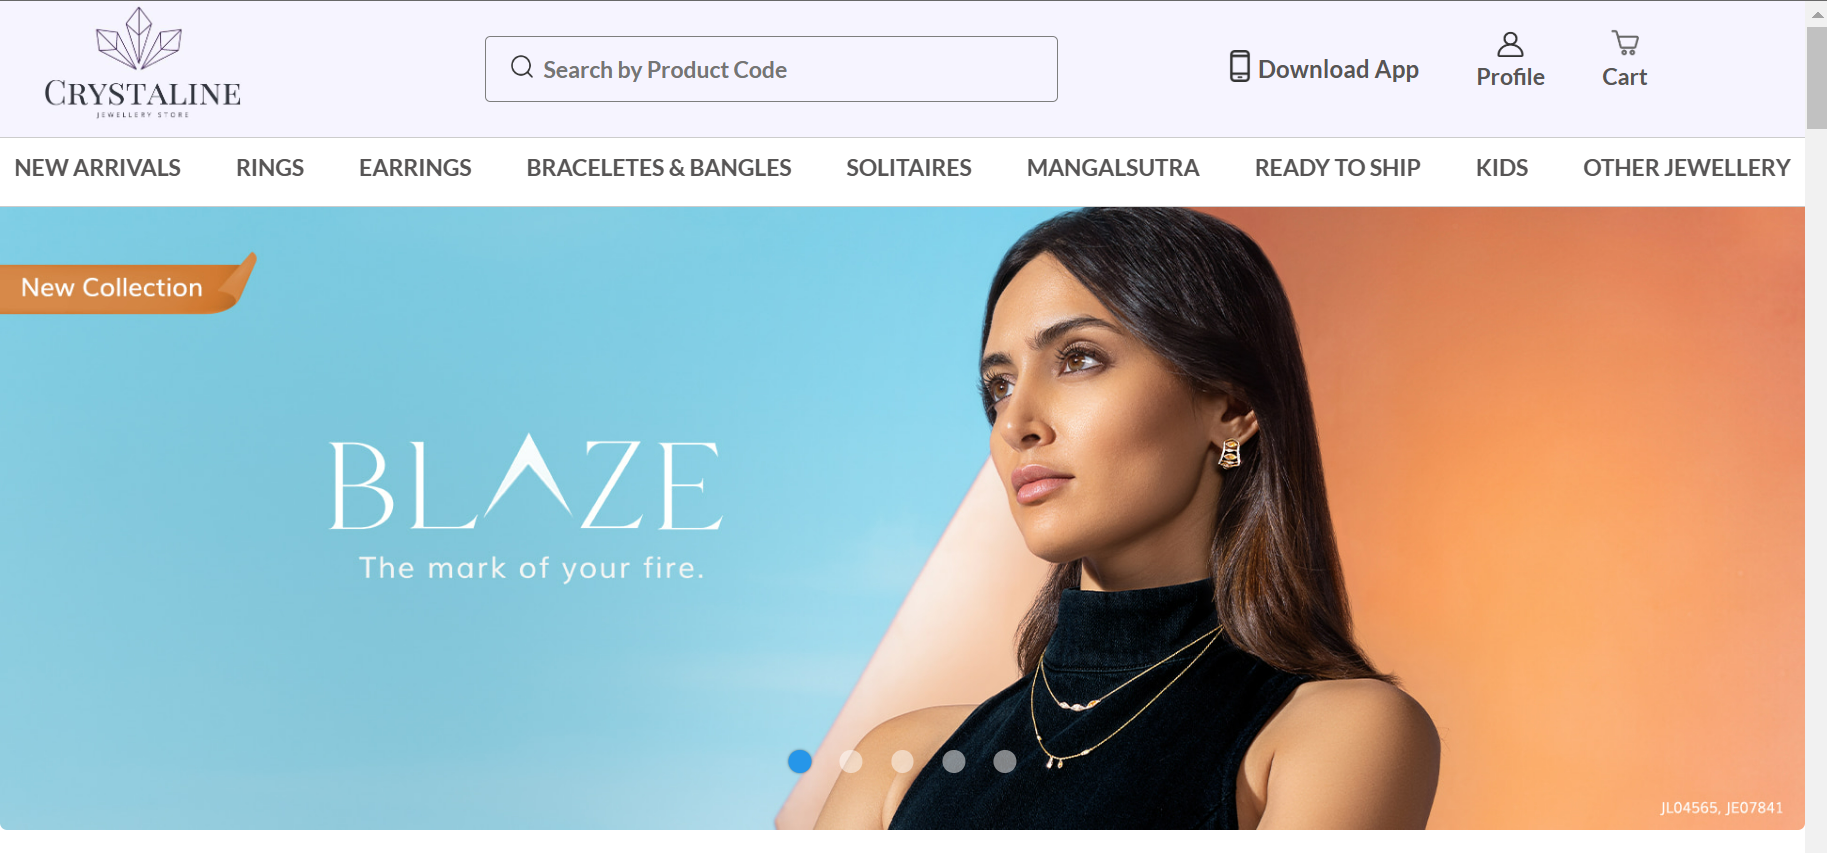 CRYSTALINE
JEWELLERY STORE
Search by Product Code
Download App
Profile
Cart
NEW ARRIVALS
RINGS
EARRINGS
BRACELETES & BANGLES
SOLITAIRES
MANGALSUTRA
READY TO SHIP
KIDS
OTHER JEWELLERY
New Collection
BLAZE
The mark of your fire.
JL04565, JE07841